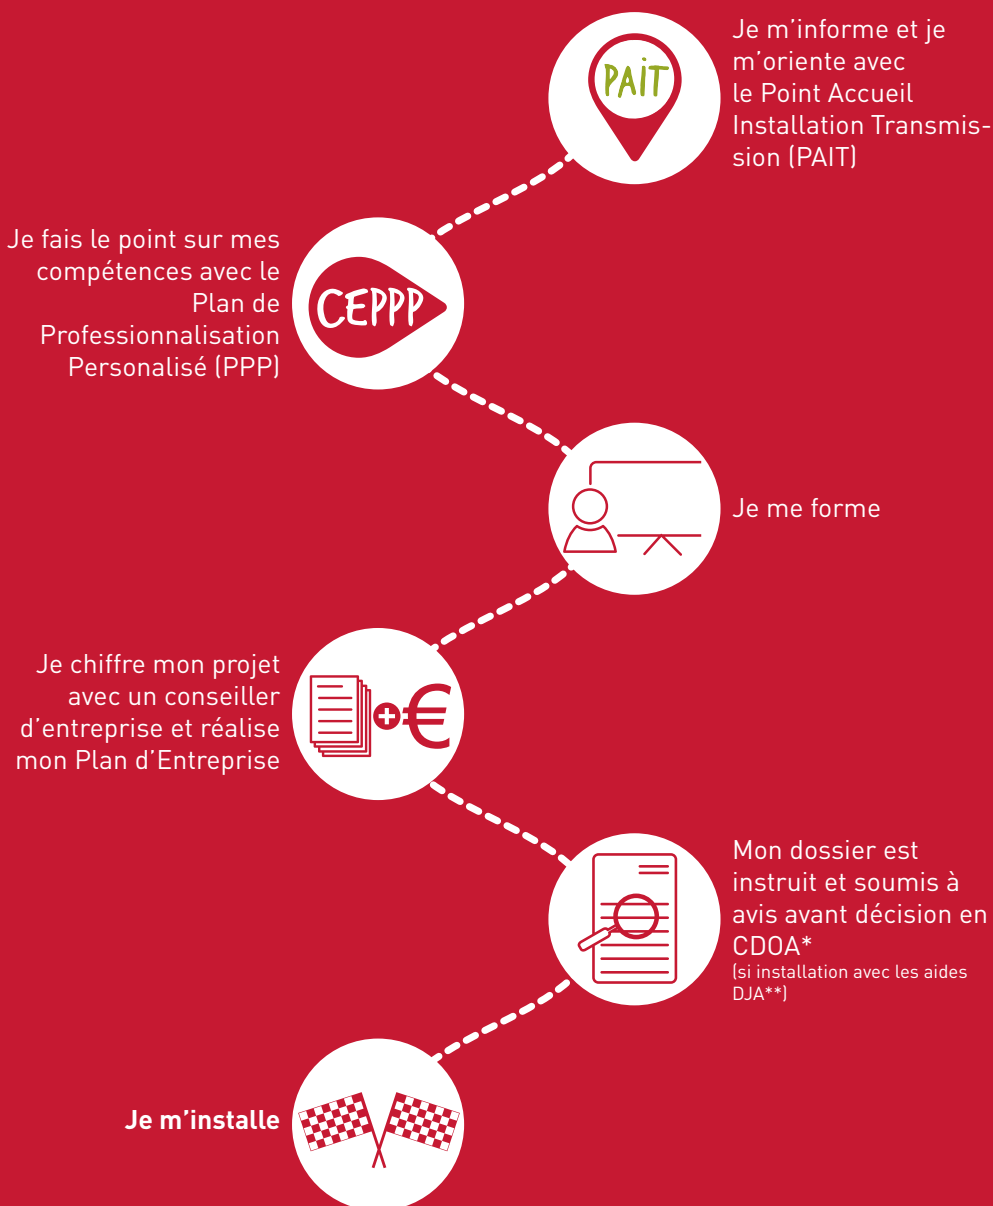 PAiT
Je m’informe et je
m’oriente avec
le Point Accueil
Installation Transmis-
sion (PAIT)
Je fais le point sur mes
compétences avec le
Plan de
Professionnalisation
Personalisé (PPP)
CEPPP
Je me forme
Je chiffre mon projet
avec un conseiller
d’entreprise et réalise
mon Plan d’Entreprise
+€
Mon dossier est
instruit et soumis à
avis avant décision en
CDOA*
(si installation avec les aides
DJA**)
Je m’installe